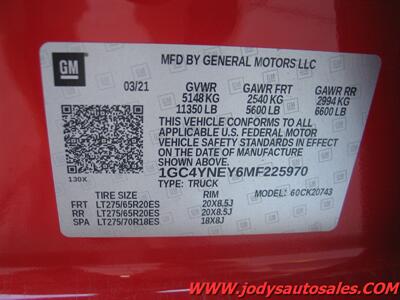 GM
MFD BY GENERAL MOTORS LLC
03/21 GVWR GAWR FRT GAWR RR
5148 KG 2540 KG 2994 KG
11350 LB 5600 LB 6600 LB
THIS VEHICLE CONFORMS TO ALL
APPLICABLE U.S. FEDERAL MOTOR
VEHICLE SAFETY STANDARDS IN EFFECT
ON THE DATE OF MANUFACTURE SHOWN ABOVE.
1GC4YNEY6MF225970
130X TYPE: TRUCK MODEL: 60CK20743
TIRE SIZE RIM
FRT LT275/65R20ES 20X8.5J
RR LT275/65R20ES 20X8.5J
SPA LT275/70R18ES 18X8J
www.jodysautosales.com